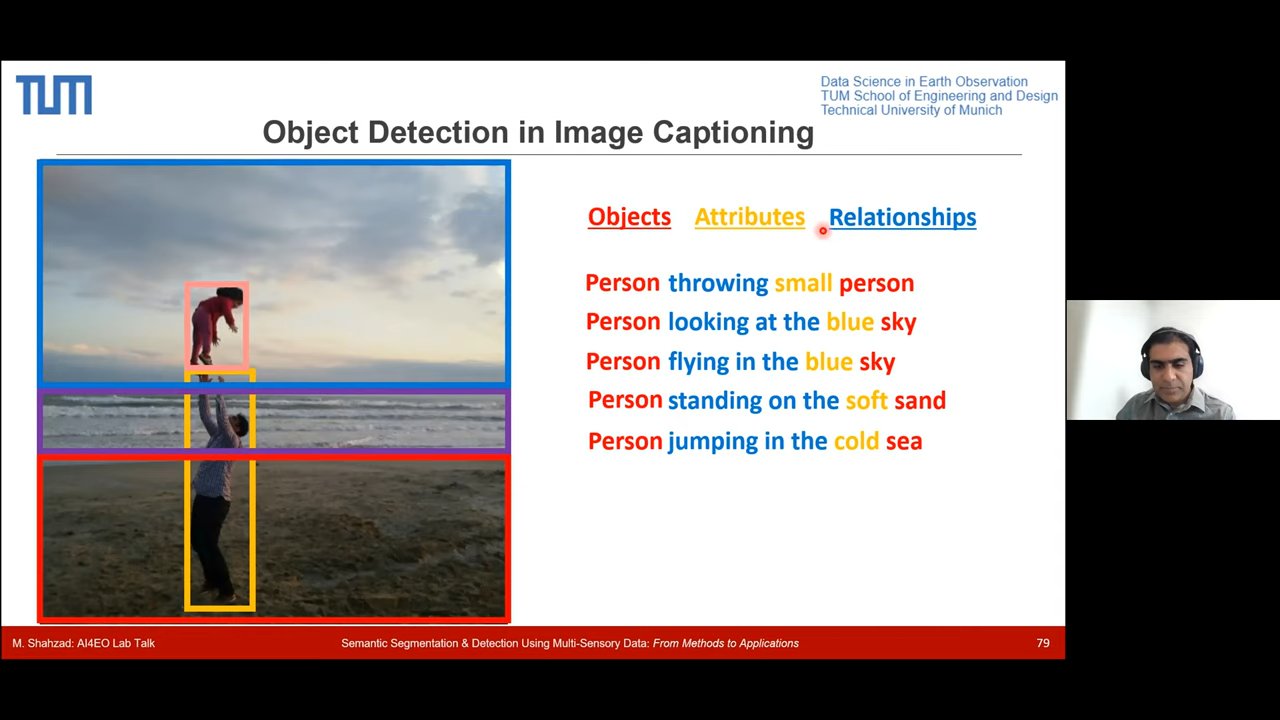 TUM
Data Science in Earth Observation
TUM School of Engineering and Design
Technical University of Munich
Object Detection in Image Captioning
Objects Attributes Relationships
Person throwing small person
Person looking at the blue sky
Person flying in the blue sky
Person standing on the soft sand
Person jumping in the cold sea
M. Shahzad: AI4EO Lab Talk
Semantic Segmentation & Detection Using Multi-Sensory Data: From Methods to Applications
79